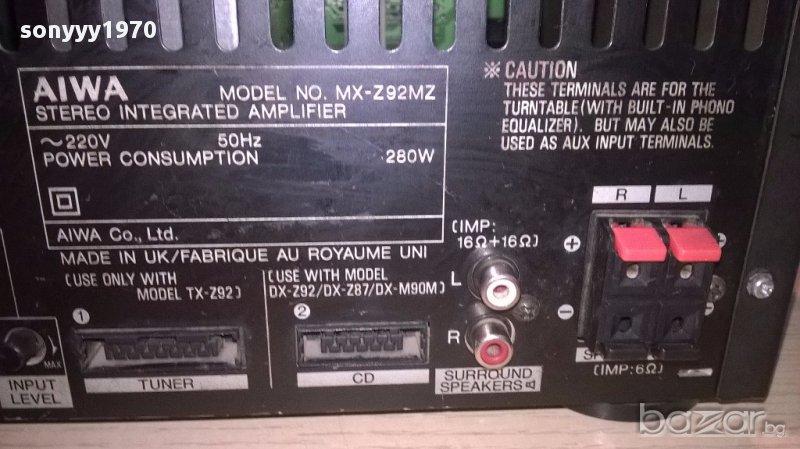 sonyyy1970
AIWA MODEL NO. MX-Z92MZ
STEREO INTEGRATED AMPLIFIER
~220V 50Hz
POWER CONSUMPTION 280W
AIWA Co., Ltd.
MADE IN UK/FABRIQUE AU ROYAUME UNI
※ CAUTION
THESE TERMINALS ARE FOR THE
TURNTABLE(WITH BUILT-IN PHONO
EQUALIZER). BUT MAY ALSO BE
USED AS AUX INPUT TERMINALS.
(USE ONLY WITH
MODEL TX-Z92)
① 
TUNER
(USE WITH MODEL
DX-Z92/DX-Z87/DX-M90M)
②
CD
(IMP:
16Ω+16Ω)
L
R
SURROUND
SPEAKERS
R L
+ +
− −
(IMP:6Ω)
MAX
INPUT
LEVEL
bazar.bg